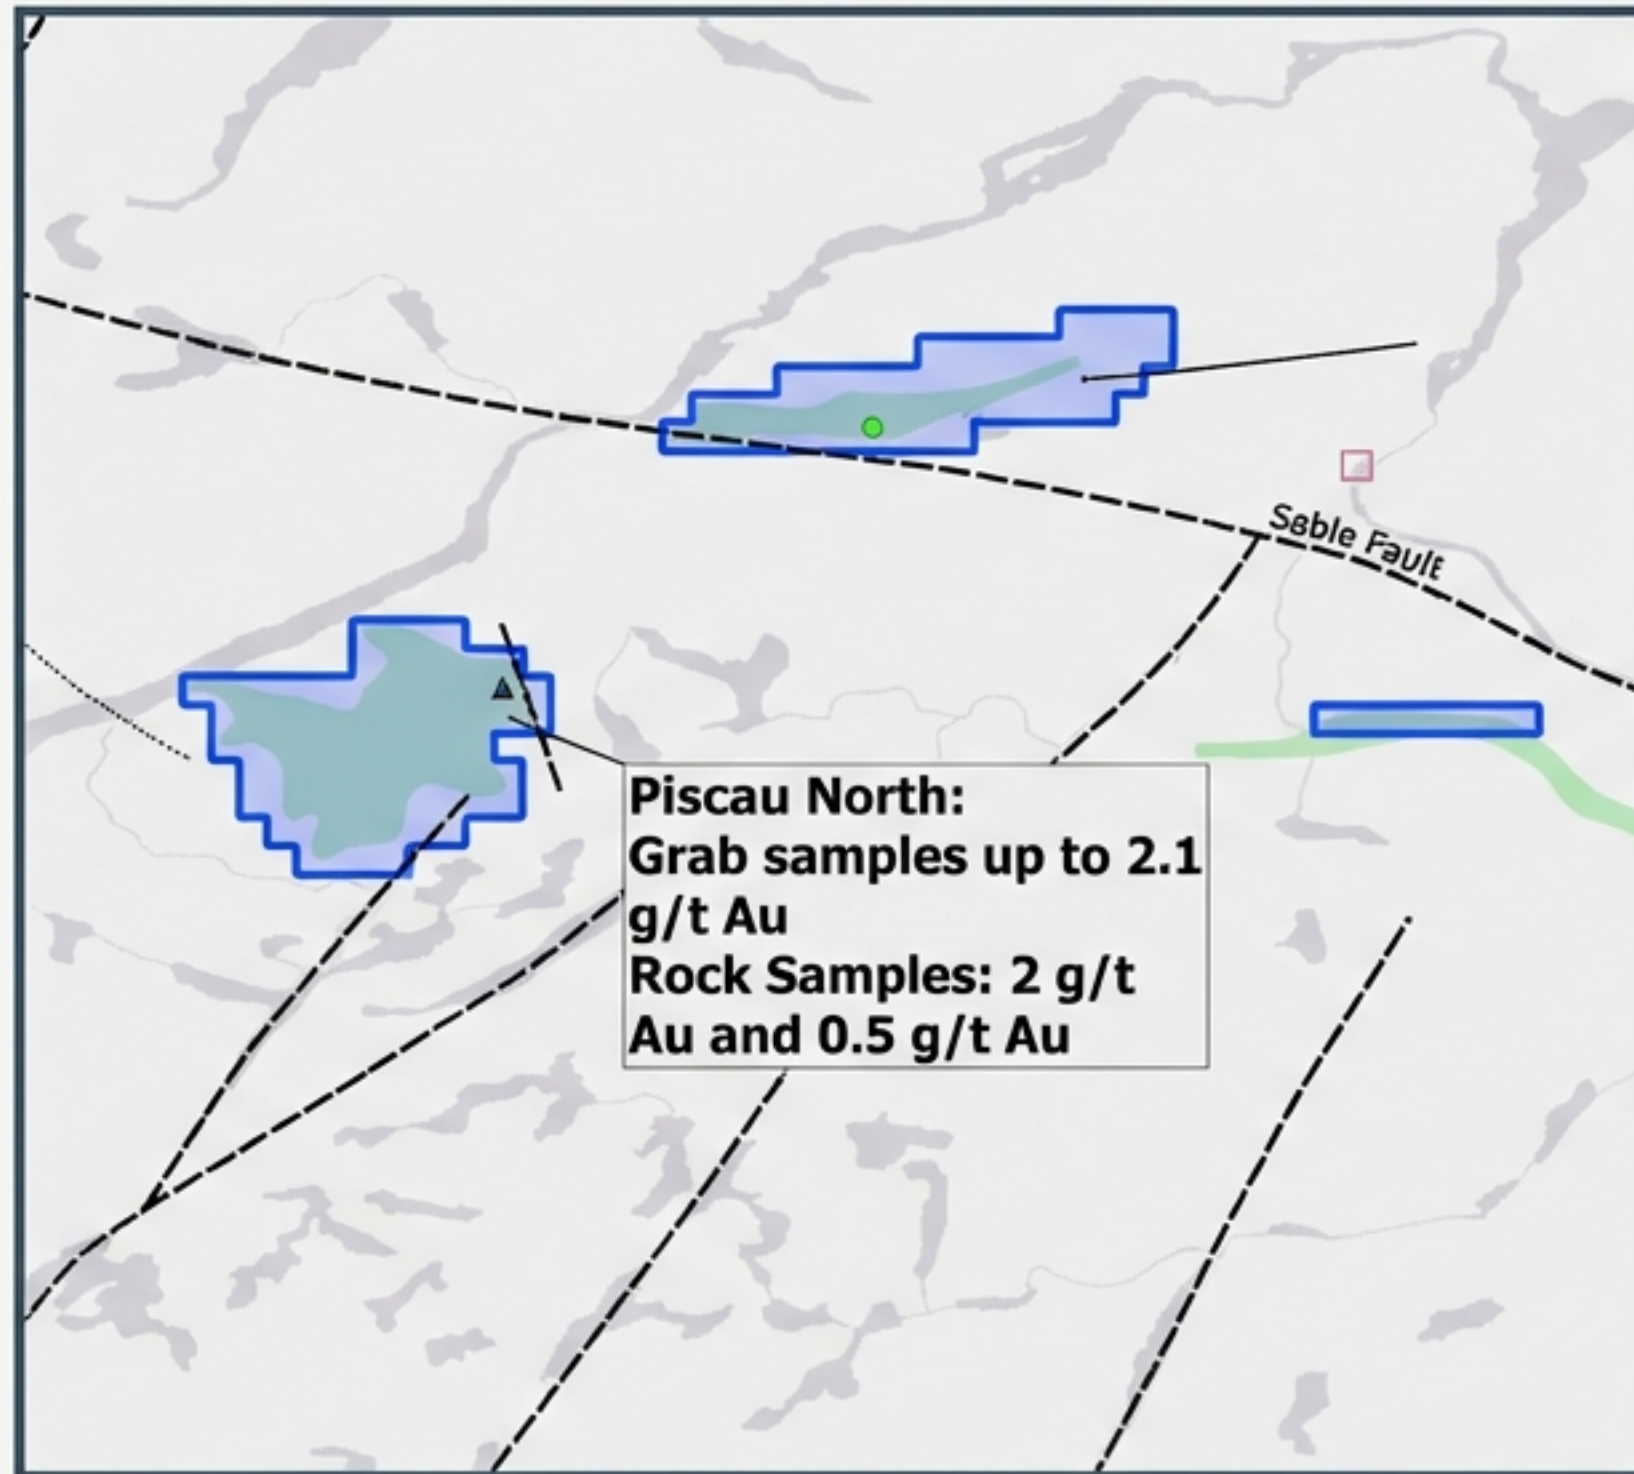 Sable Fault
Piscau North:
Grab samples up to 2.1
g/t Au
Rock Samples: 2 g/t
Au and 0.5 g/t Au